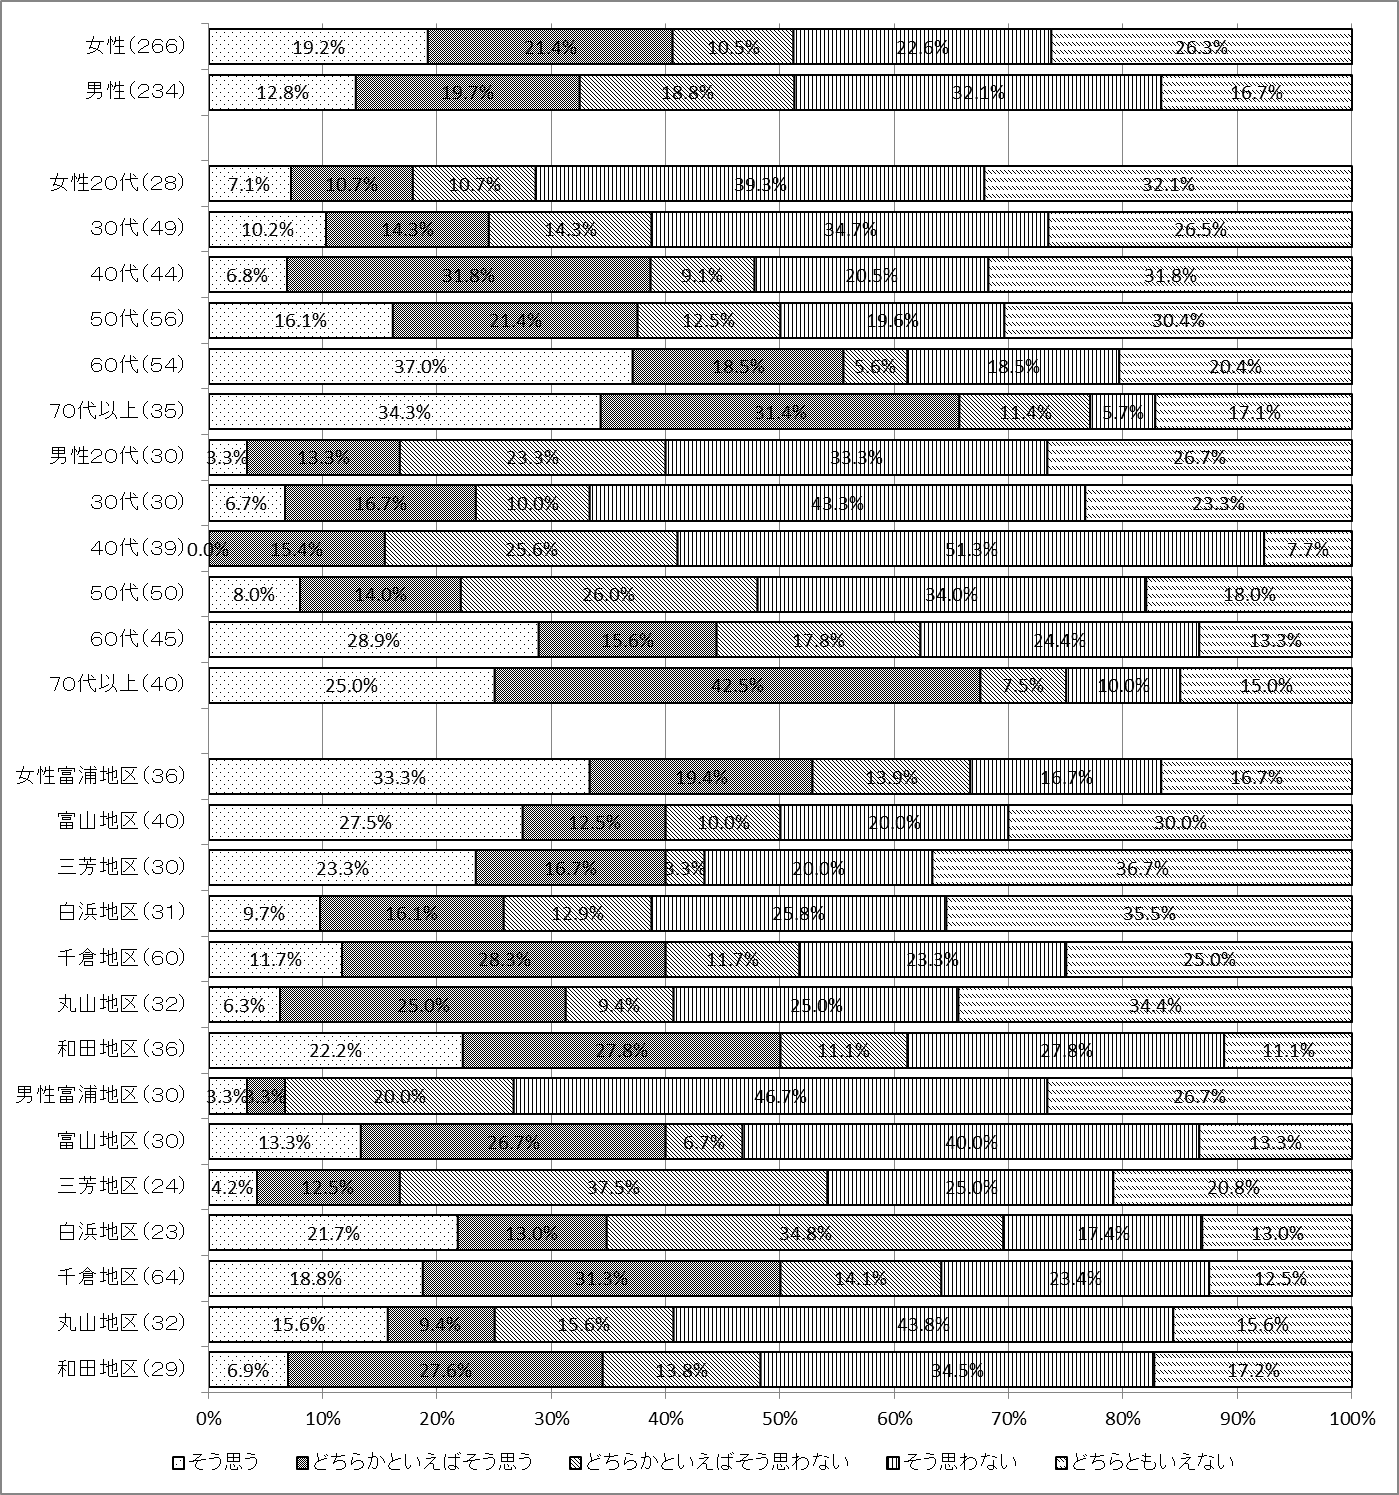 女性(266) 19.2% 21.4% 10.5% 22.6% 26.3%
男性(234) 12.8% 19.7% 18.8% 32.1% 16.7%
女性20代(28) 7.1% 10.7% 10.7% 39.3% 32.1%
30代(49) 10.2% 14.3% 14.3% 34.7% 26.5%
40代(44) 6.8% 31.8% 9.1% 20.5% 31.8%
50代(56) 16.1% 21.4% 12.5% 19.6% 30.4%
60代(54) 37.0% 18.5% 5.6% 18.5% 20.4%
70代以上(35) 34.3% 31.4% 11.4% 5.7% 17.1%
男性20代(30) 3.3% 13.3% 23.3% 33.3% 26.7%
30代(30) 6.7% 16.7% 10.0% 43.3% 23.3%
40代(39) 0.0% 15.4% 25.6% 51.3% 7.7%
50代(50) 8.0% 14.0% 26.0% 34.0% 18.0%
60代(45) 28.9% 15.6% 17.8% 24.4% 13.3%
70代以上(40) 25.0% 42.5% 7.5% 10.0% 15.0%
女性富浦地区(36) 33.3% 19.4% 13.9% 16.7% 16.7%
富山地区(40) 27.5% 12.5% 10.0% 20.0% 30.0%
三芳地区(30) 23.3% 16.7% 3.3% 20.0% 36.7%
白浜地区(31) 9.7% 16.1% 12.9% 25.8% 35.5%
千倉地区(60) 11.7% 28.3% 11.7% 23.3% 25.0%
丸山地区(32) 6.3% 25.0% 9.4% 25.0% 34.4%
和田地区(36) 22.2% 27.8% 11.1% 27.8% 11.1%
男性富浦地区(30) 3.3% 3.3% 20.0% 46.7% 26.7%
富山地区(30) 13.3% 26.7% 6.7% 40.0% 13.3%
三芳地区(24) 4.2% 12.5% 37.5% 25.0% 20.8%
白浜地区(23) 21.7% 13.0% 34.8% 17.4% 13.0%
千倉地区(64) 18.8% 31.3% 14.1% 23.4% 12.5%
丸山地区(32) 15.6% 9.4% 15.6% 43.8% 15.6%
和田地区(29) 6.9% 27.6% 13.8% 34.5% 17.2%
0% 10% 20% 30% 40% 50% 60% 70% 80% 90% 100%
そう思う どちらかといえばそう思う どちらかといえばそう思わない そう思わない どちらともいえない